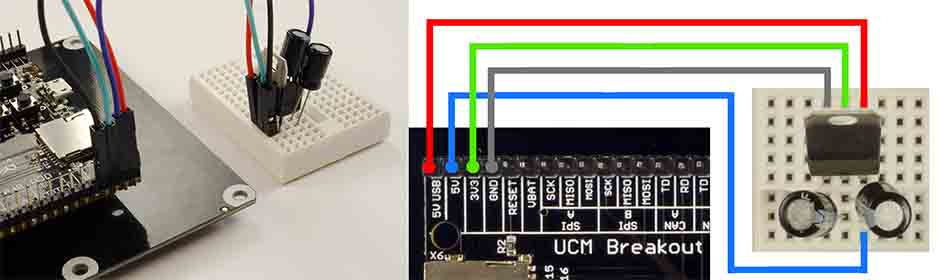 5V USB
5V
3V3
GND
RESET
VBAT
SCK
MISO
MOSI
SCK
MISO
MOSI
TD
RD
TD
A
B
A
SPI
SPI
CAN
R2
UCM Breakout
X6
15
16